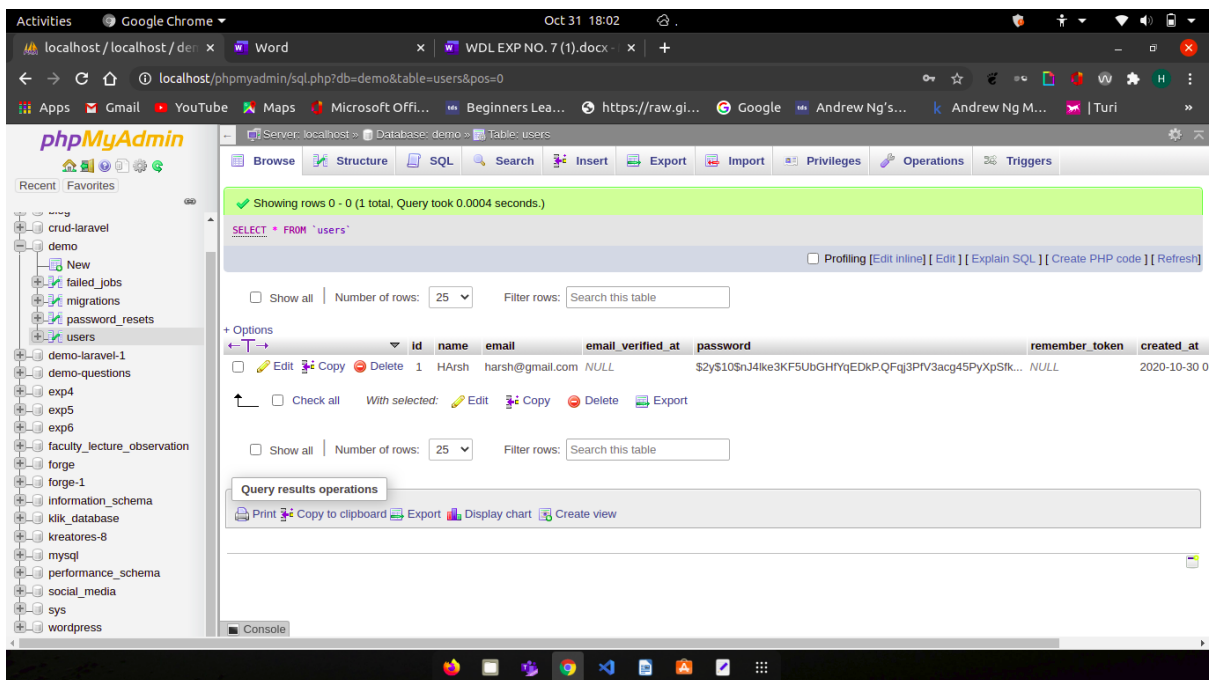 Activities Google Chrome Oct 31 18:02
localhost / localhost / den Word WDL EXP NO. 7 (1).docx -
localhost/phpmyadmin/sql.php?db=demo&table=users&pos=0 H
Apps Gmail YouTube Maps Microsoft Offi... Beginners Lea... https://raw.gi... Google Andrew Ng's... Andrew Ng M... | Turi »
phpMyAdmin
Recent Favorites
crud-laravel
demo
New
failed_jobs
migrations
password_resets
users
demo-laravel-1
demo-questions
exp4
exp5
exp6
faculty_lecture_observation
forge
forge-1
information_schema
klik_database
kreatores-8
mysql
performance_schema
social_media
sys
wordpress
Server: localhost » Database: demo » Table: users
Browse Structure SQL Search Insert Export Import Privileges Operations Triggers
Showing rows 0 - 0 (1 total, Query took 0.0004 seconds.)
SELECT * FROM `users`
Profiling [Edit inline] [ Edit ] [ Explain SQL ] [ Create PHP code ] [ Refresh]
Show all Number of rows: 25 Filter rows: Search this table
+ Options
id name email email_verified_at password remember_token created_at
Edit Copy Delete 1 HArsh harsh@gmail.com NULL $2y$10$nJ4Ike3KF5UbGHfYqEDkP.QFqj3PfV3acg45PyXpSfk... NULL 2020-10-30 0
Check all With selected: Edit Copy Delete Export
Show all Number of rows: 25 Filter rows: Search this table
Query results operations
Print Copy to clipboard Export Display chart Create view
Console